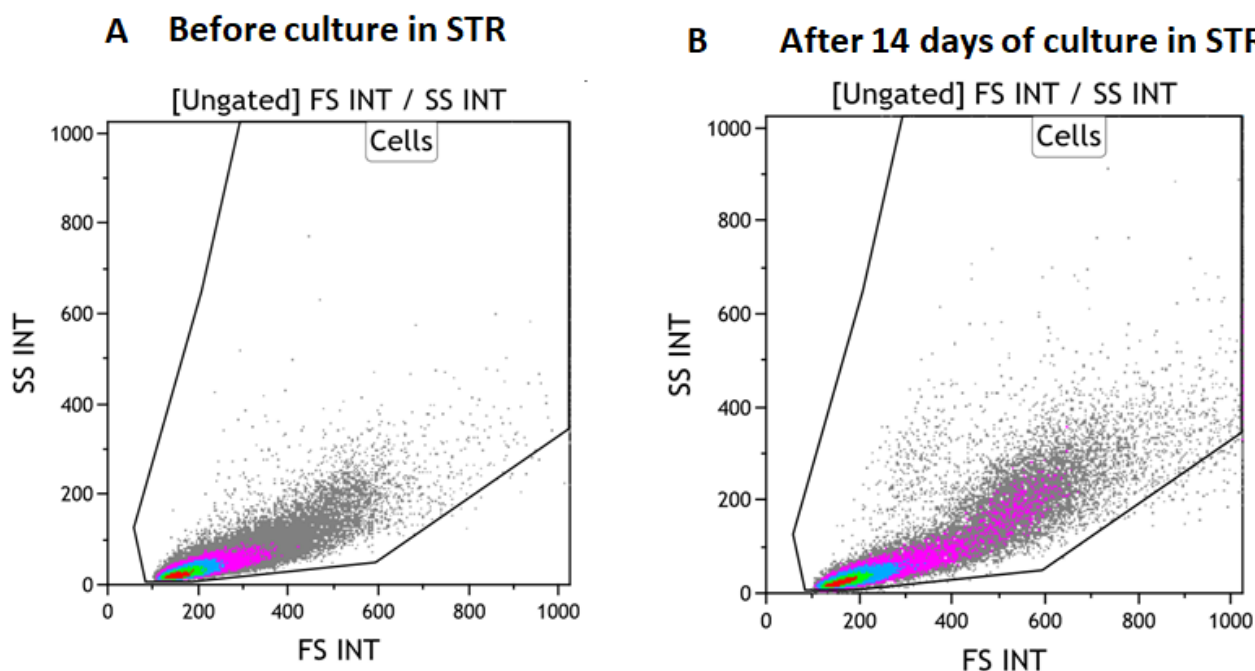 A Before culture in STR
[Ungated] FS INT / SS INT
Cells
1000
800
600
400
200
0
SS INT
0 200 400 600 800 1000
FS INT
B After 14 days of culture in STR
[Ungated] FS INT / SS INT
Cells
1000
800
600
400
200
0
SS INT
0 200 400 600 800 1000
FS INT